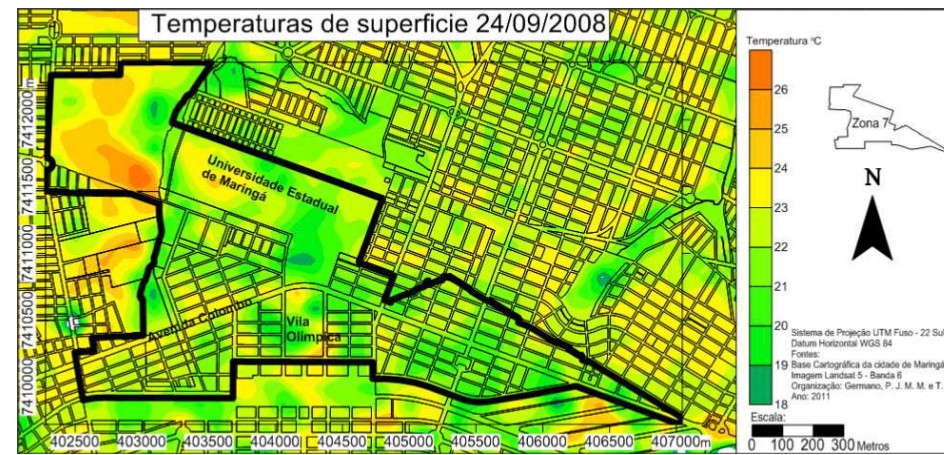 Temperaturas de superficie 24/09/2008
Universidade Estadual
de Maringá
Avenida Colombo
Vila
Olimpica
7412000 m
7411500
7411000
7410500
7410000
402500
403000
403500
404000
404500
405000
405500
406000
406500
407000m
Temperatura ºC
26
25
24
23
22
21
20
19
18
Zona 7
N
Sistema de Projeção UTM Fuso - 22 Sul
Datum Horizontal WGS 84
Fontes:
Base Cartográfica da cidade de Maringá
Imagem Landsat 5 - Banda 6
Organização: Germano, P. J. M. M. e T.
Ano: 2011
Escala:
0 100 200 300 Metros